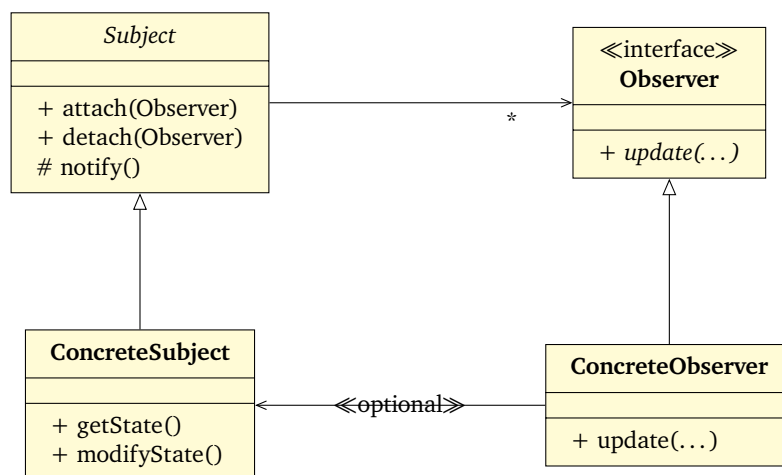 Subject
+ attach(Observer)
+ detach(Observer)
# notify()
≪interface≫
Observer
+ update(...)
*
ConcreteSubject
+ getState()
+ modifyState()
≪optional≫
ConcreteObserver
+ update(...)